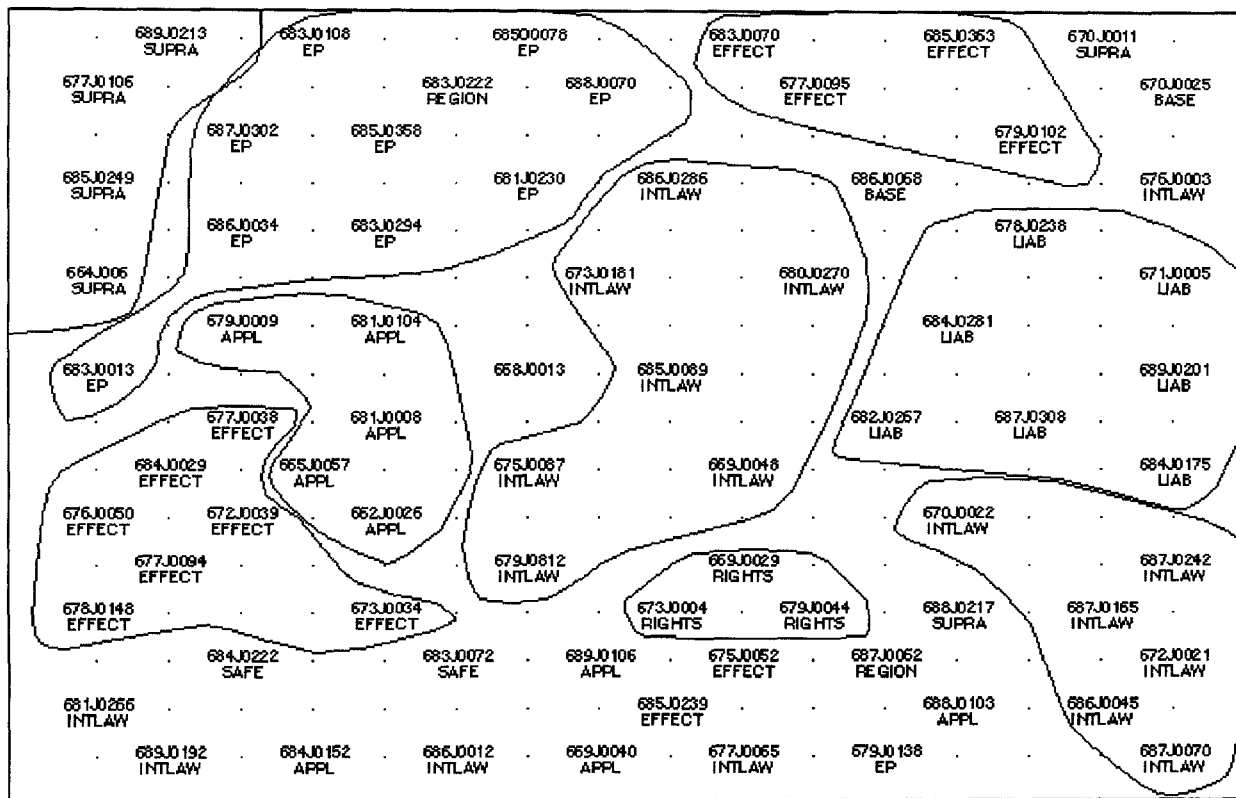 689J0213 683J0108 685O0078 683J0070 685J0363 670J0011
SUPRA EP EP EFFECT EFFECT SUPRA
677J0106 683J0222 688J0070 677J0095 670J0025
SUPRA REGION EP EFFECT BASE
687J0302 685J0358 679J0102
EP EP EFFECT
685J0249 681J0230 686J0286 686J0068 676J0003
SUPRA EP INTLAW BASE INTLAW
686J0034 683J0294 678J0238
EP EP LIAB
664J006 673J0181 680J0270 671J0005
SUPRA INTLAW INTLAW LIAB
679J0009 681J0104 684J0281
APPL APPL LIAB
683J0013 658J0013 685J0089 689J0201
EP INTLAW LIAB
677J0038 681J0008 682J0267 687J0308
EFFECT APPL LIAB LIAB
684J0029 665J0057 675J0087 669J0048 684J0175
EFFECT APPL INTLAW INTLAW LIAB
676J0050 672J0039 662J0026 670J0022
EFFECT EFFECT APPL INTLAW
677J0094 679J0812 669J0029 687J0242
EFFECT INTLAW RIGHTS INTLAW
678J0148 673J0034 673J0004 679J0044 688J0217 687J0165
EFFECT EFFECT RIGHTS RIGHTS SUPRA INTLAW
684J0222 683J0072 689J0106 675J0052 687J0062 672J0021
SAFE SAFE APPL EFFECT REGION INTLAW
681J0266 685J0239 688J0103 686J0045
INTLAW EFFECT APPL INTLAW
689J0192 684J0152 686J0012 669J0040 677J0065 679J0138 687J0070
INTLAW APPL INTLAW APPL INTLAW EP INTLAW